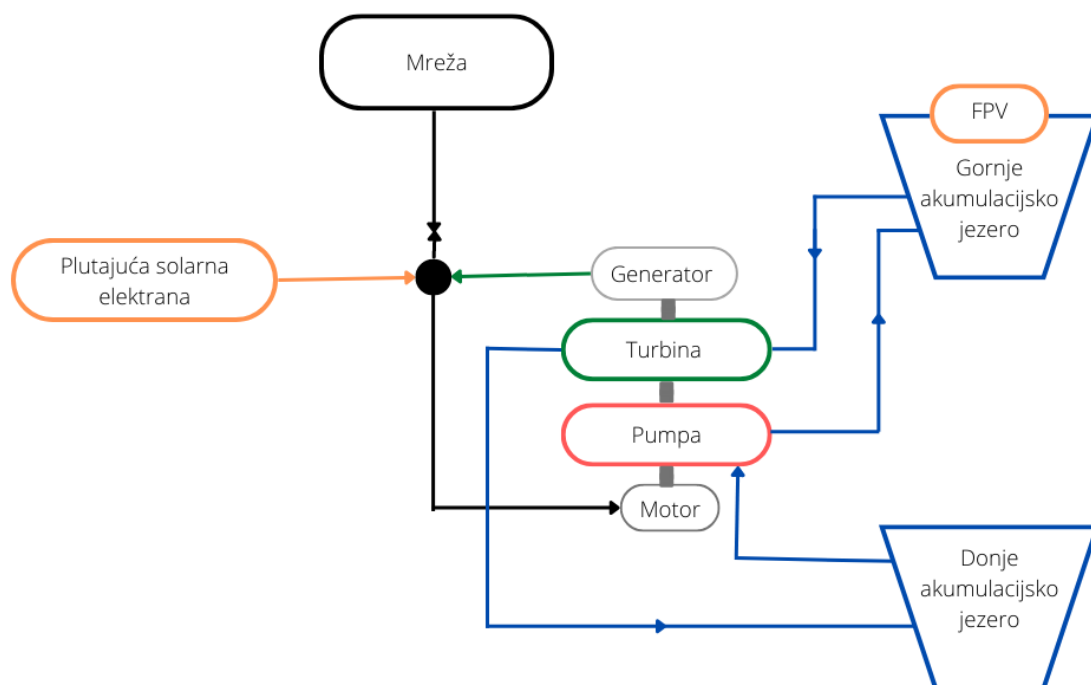 Mreža
FPV
Gornje
akumulacijsko
jezero
Plutajuća solarna
elektrana
Generator
Turbina
Pumpa
Motor
Donje
akumulacijsko
jezero